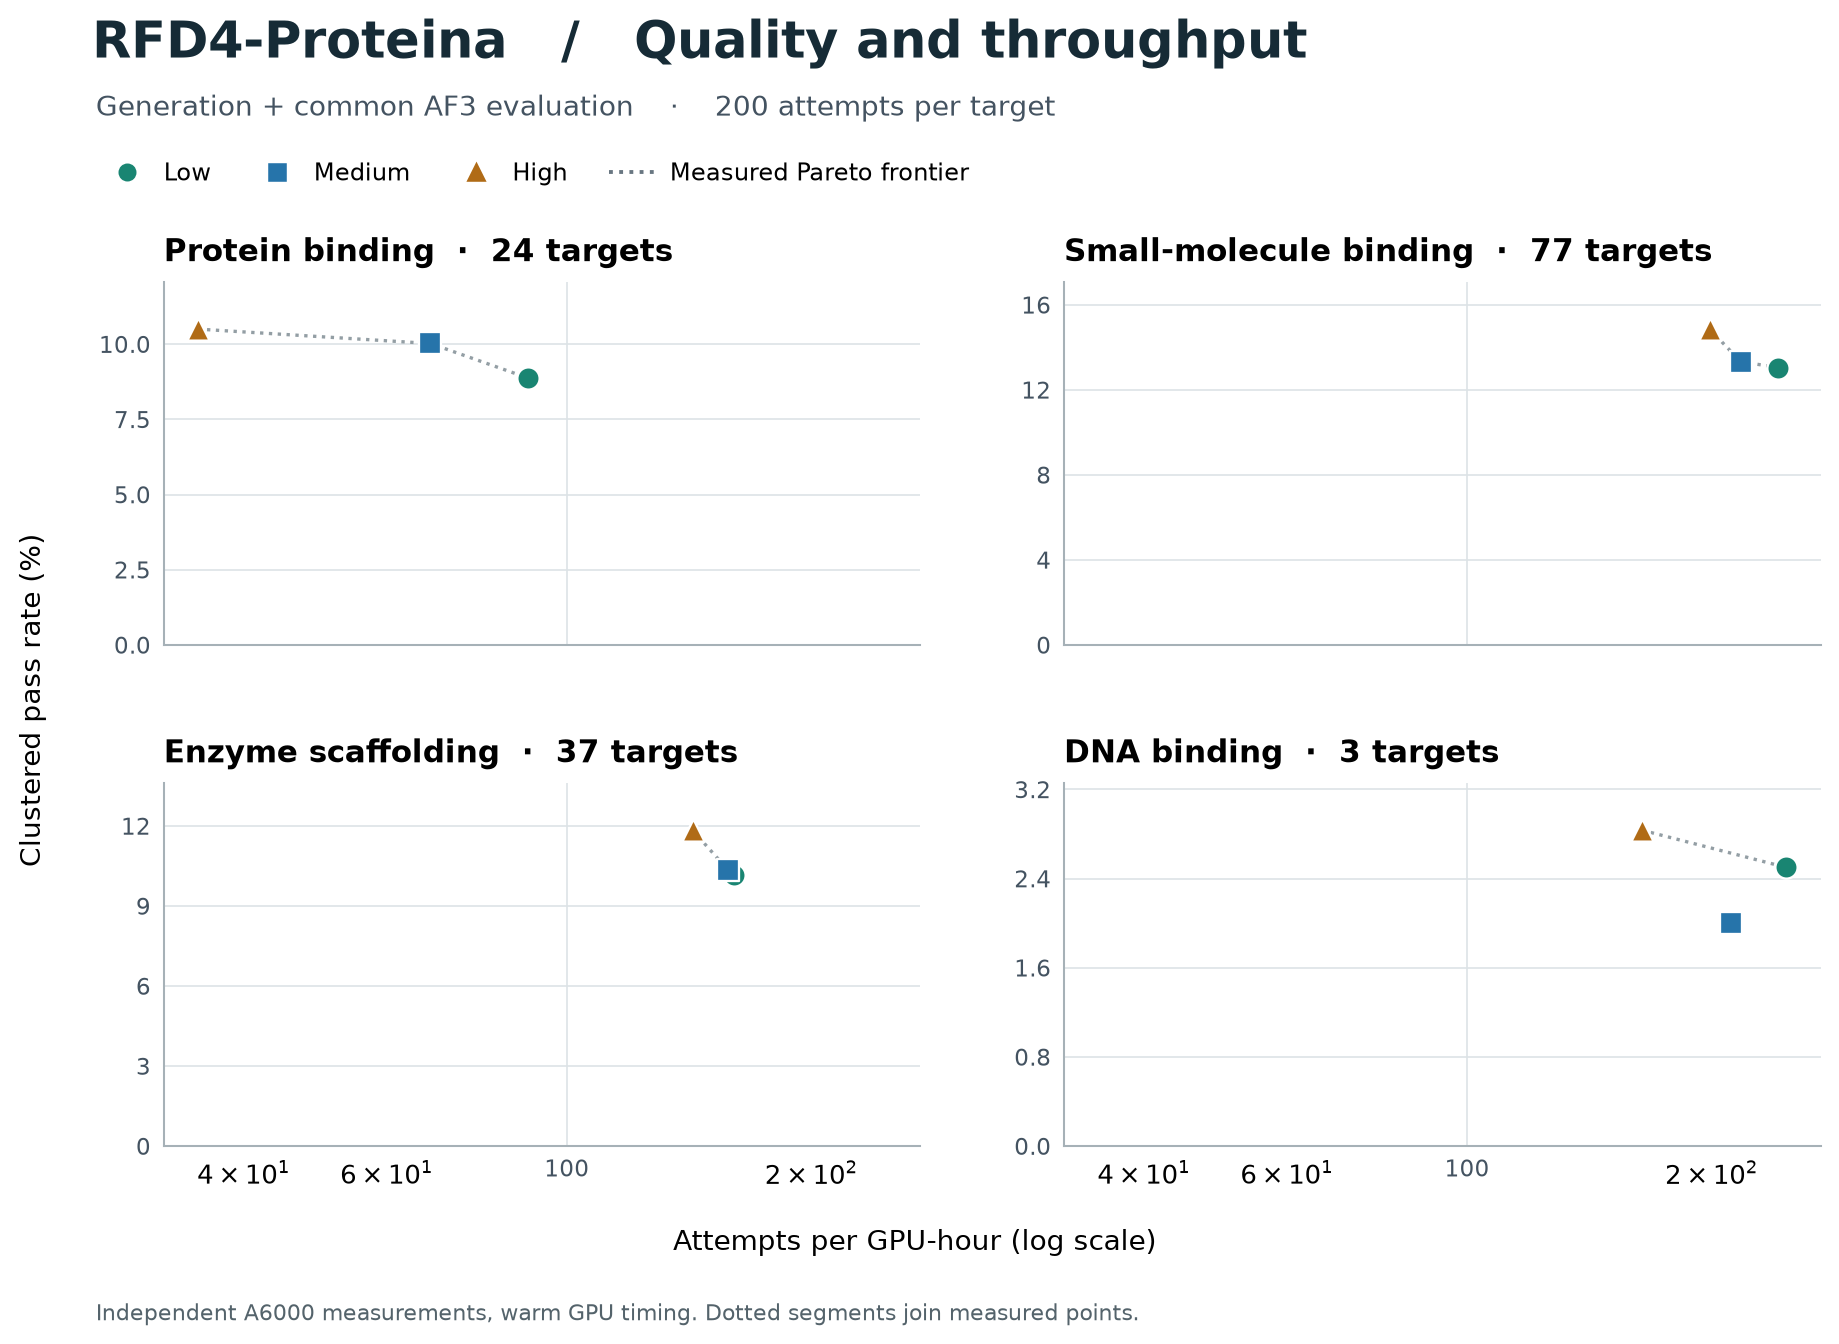 RFD4-Proteina / Quality and throughput
Generation + common AF3 evaluation · 200 attempts per target
Low Medium High Measured Pareto frontier
Protein binding · 24 targets
10.0
7.5
5.0
2.5
0.0
Small-molecule binding · 77 targets
16
12
8
4
0
Clustered pass rate (%)
Enzyme scaffolding · 37 targets
12
9
6
3
0
4 × 10¹ 6 × 10¹ 100 2 × 10²
DNA binding · 3 targets
3.2
2.4
1.6
0.8
0.0
4 × 10¹ 6 × 10¹ 100 2 × 10²
Attempts per GPU-hour (log scale)
Independent A6000 measurements, warm GPU timing. Dotted segments join measured points.